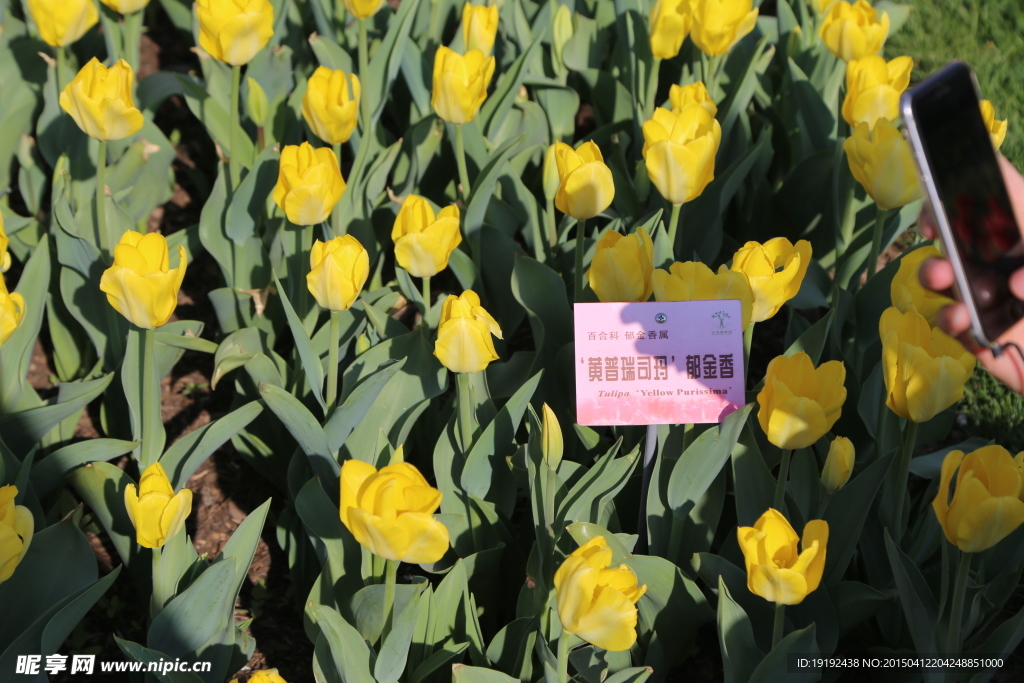 百合科 郁金香属
‘黄普瑞司玛’ 郁金香
Tulipa ‘Yellow Purissima’
昵享网 www.nipic.cn
ID:19192438 NO:20150412204248851000